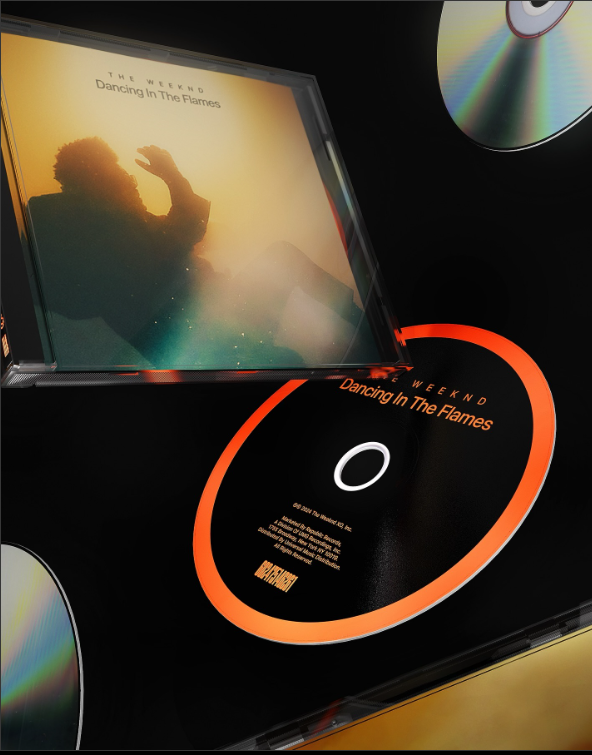 THE WEEKND
Dancing In The Flames
WEEKND
Dancing In The Flames
℗© 2024 The Weeknd XO, Inc.
Marketed By Republic Records,
A Division Of UMG Recordings, Inc.
1755 Broadway, New York NY 10019.
Distributed By Universal Music Distribution.
All Rights Reserved.